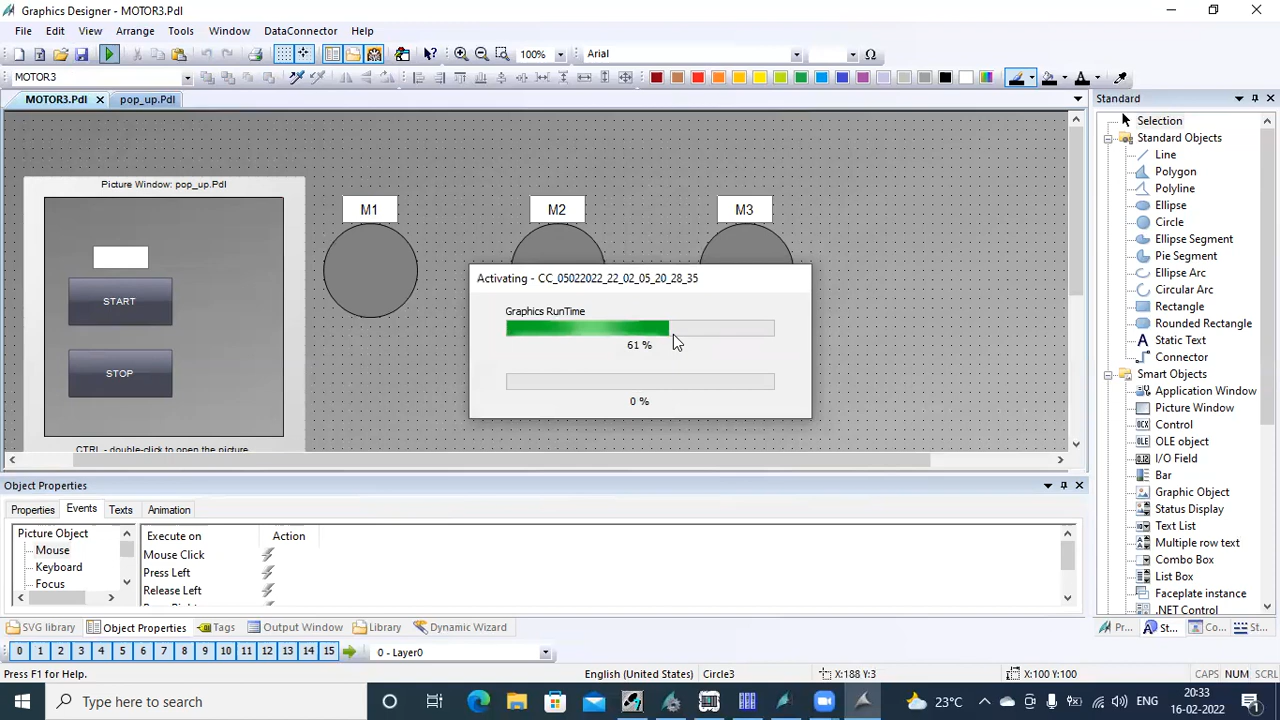 Graphics Designer - MOTOR3.Pdl
File Edit View Arrange Tools Window DataConnector Help
100% Arial
MOTOR3
MOTOR3.Pdl pop_up.Pdl
Picture Window: pop_up.Pdl
START
STOP
CTRL - double-click to open the picture
M1 M2 M3
Activating - CC_05022022_22_02_05_20_28_35
Graphics RunTime
61 %
0 %
Standard
Selection
Standard Objects
Line
Polygon
Polyline
Ellipse
Circle
Ellipse Segment
Pie Segment
Ellipse Arc
Circular Arc
Rectangle
Rounded Rectangle
Static Text
Connector
Smart Objects
Application Window
Picture Window
Control
OLE object
I/O Field
Bar
Graphic Object
Status Display
Text List
Multiple row text
Combo Box
List Box
Faceplate instance
.NET Control
Pr... St... Co... St...
Object Properties
Properties Events Texts Animation
Picture Object
Mouse
Keyboard
Focus
Execute on Action
Mouse Click
Press Left
Release Left
SVG library Object Properties Tags Output Window Library Dynamic Wizard
0 1 2 3 4 5 6 7 8 9 10 11 12 13 14 15 0 - Layer0
Press F1 for Help. English (United States) Circle3 X:188 Y:3 X:100 Y:100 CAPS NUM SCRL
Type here to search
23°C ENG
20:33
16-02-2022